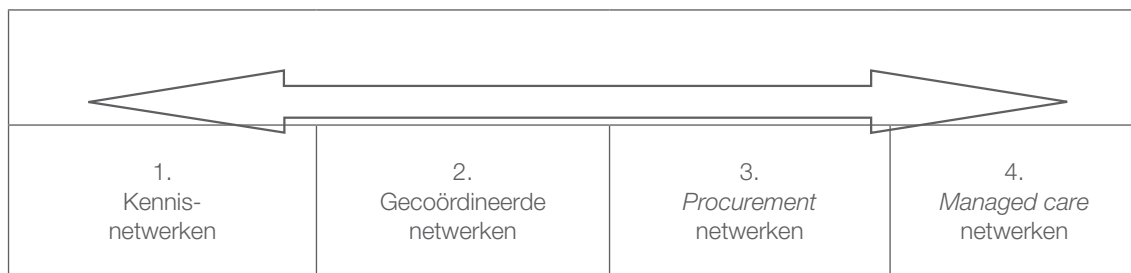 1.
Kennis-
netwerken
2.
Gecoördineerde
netwerken
3.
Procurement
netwerken
4.
Managed care
netwerken